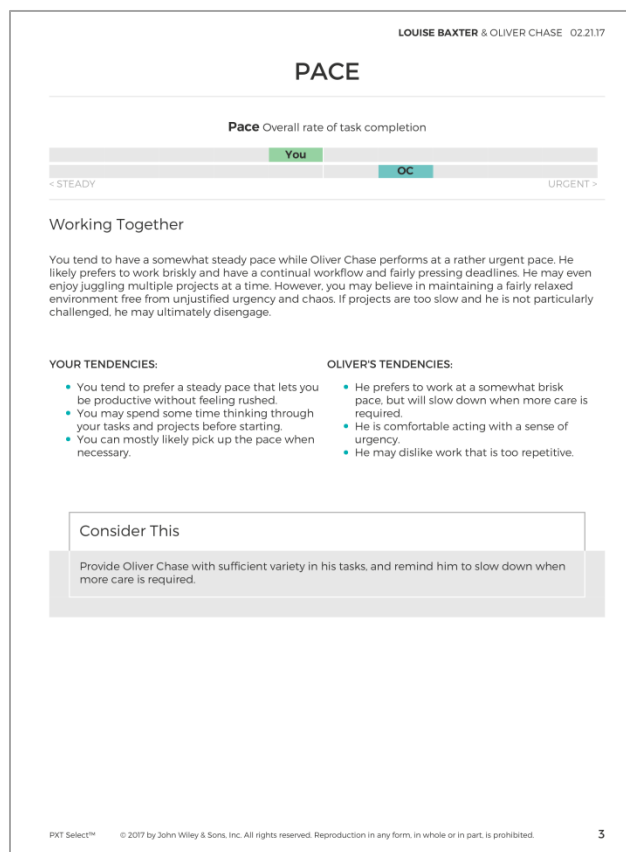 LOUISE BAXTER & OLIVER CHASE 02.21.17
PACE
Pace Overall rate of task completion
You
OC
< STEADY URGENT >
Working Together
You tend to have a somewhat steady pace while Oliver Chase performs at a rather urgent pace. He
likely prefers to work briskly and have a continual workflow and fairly pressing deadlines. He may even
enjoy juggling multiple projects at a time. However, you may believe in maintaining a fairly relaxed
environment free from unjustified urgency and chaos. If projects are too slow and he is not particularly
challenged, he may ultimately disengage.
YOUR TENDENCIES:
• You tend to prefer a steady pace that lets you
be productive without feeling rushed.
• You may spend some time thinking through
your tasks and projects before starting.
• You can mostly likely pick up the pace when
necessary.
OLIVER'S TENDENCIES:
• He prefers to work at a somewhat brisk
pace, but will slow down when more care is
required.
• He is comfortable acting with a sense of
urgency.
• He may dislike work that is too repetitive.
Consider This
Provide Oliver Chase with sufficient variety in his tasks, and remind him to slow down when
more care is required.
PXT Select™ © 2017 by John Wiley & Sons, Inc. All rights reserved. Reproduction in any form, in whole or in part, is prohibited. 3